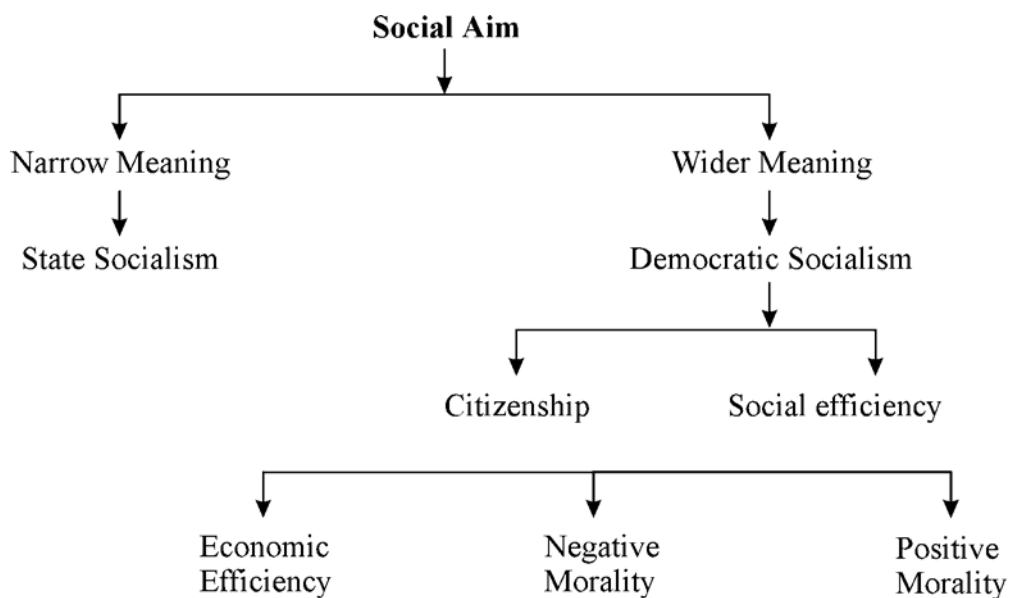 Social Aim
Narrow Meaning
Wider Meaning
State Socialism
Democratic Socialism
Citizenship
Social efficiency
Economic
Efficiency
Negative
Morality
Positive
Morality